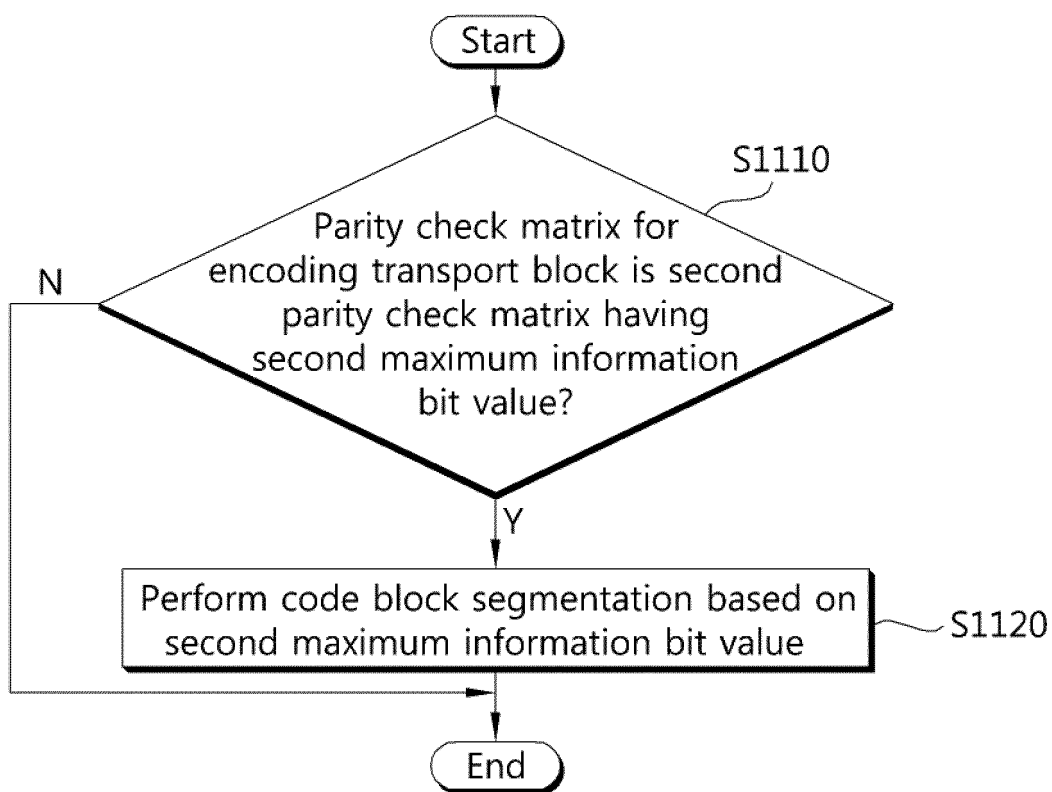 Start
S1110
Parity check matrix for
encoding transport block is second
parity check matrix having
second maximum information
bit value?
N
Y
Perform code block segmentation based on
second maximum information bit value
S1120
End